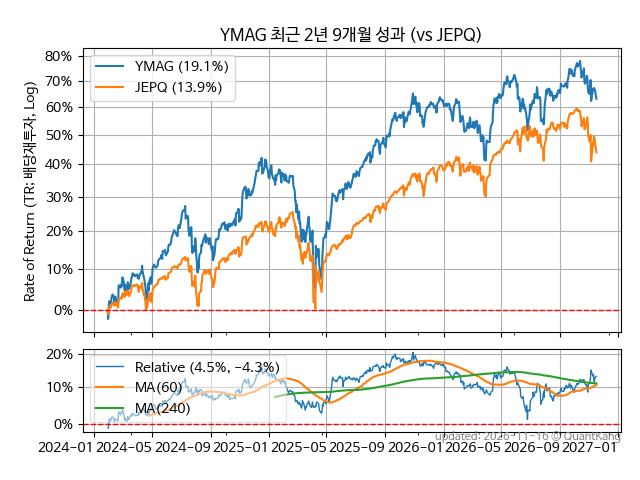 YMAG 최근 2년 9개월 성과 (vs JEPQ)
Rate of Return (TR: 배당재투자, Log)
80%
70%
60%
50%
40%
30%
20%
10%
0%
YMAG (19.1%)
JEPQ (13.9%)
20%
10%
0%
Relative (4.5%, −4.3%)
MA(60)
MA(240)
2024−01 2024−05 2024−09 2025−01 2025−05 2025−09 2026−01 2026−05 2026−09 2027−01
updated: 2026−11−16 © QuantKang